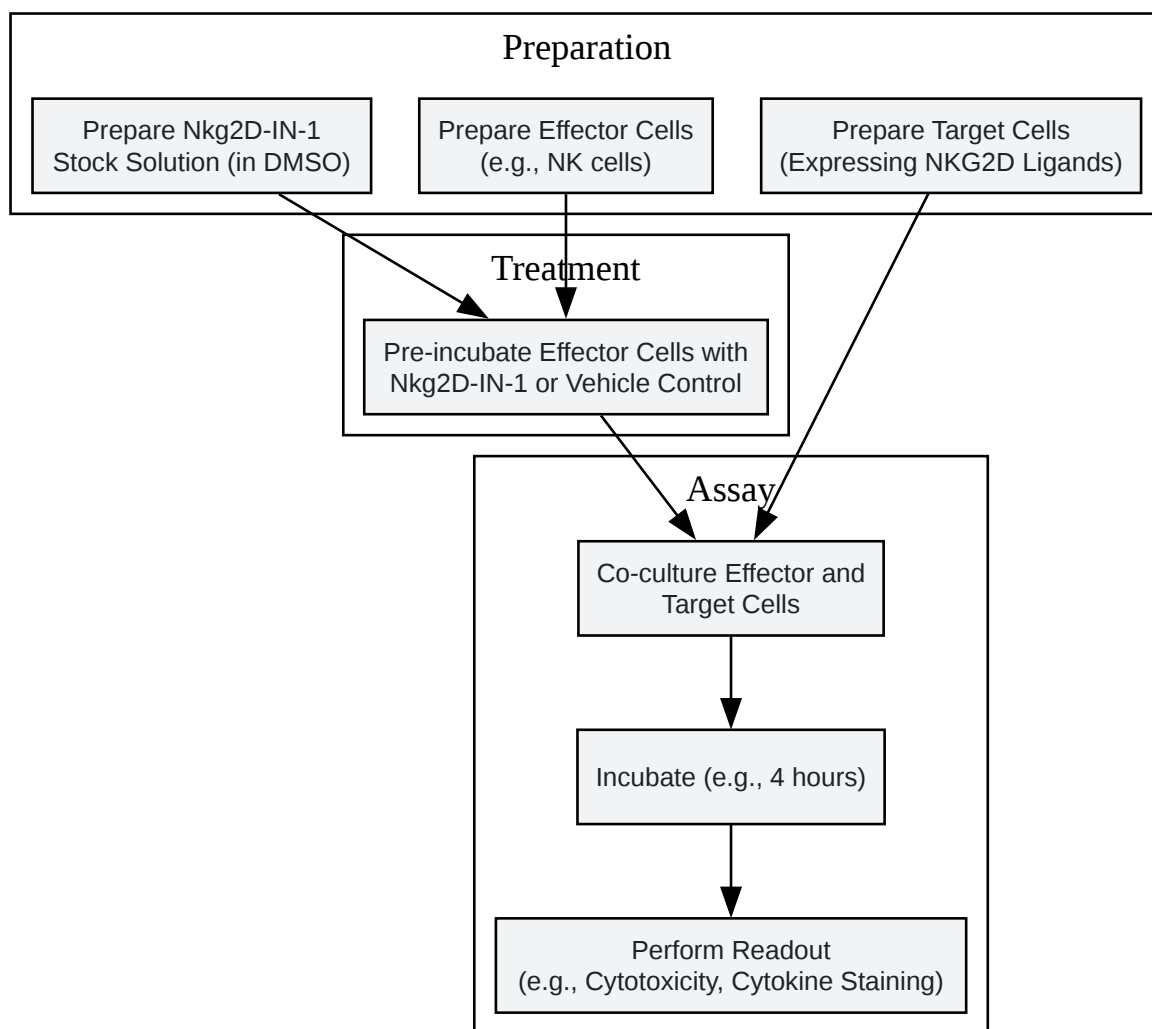 Preparation
Prepare Nkg2D-IN-1
Stock Solution (in DMSO)
Prepare Effector Cells
(e.g., NK cells)
Prepare Target Cells
(Expressing NKG2D Ligands)
Treatment
Pre-incubate Effector Cells with
Nkg2D-IN-1 or Vehicle Control
Assay
Co-culture Effector and
Target Cells
Incubate (e.g., 4 hours)
Perform Readout
(e.g., Cytotoxicity, Cytokine Staining)